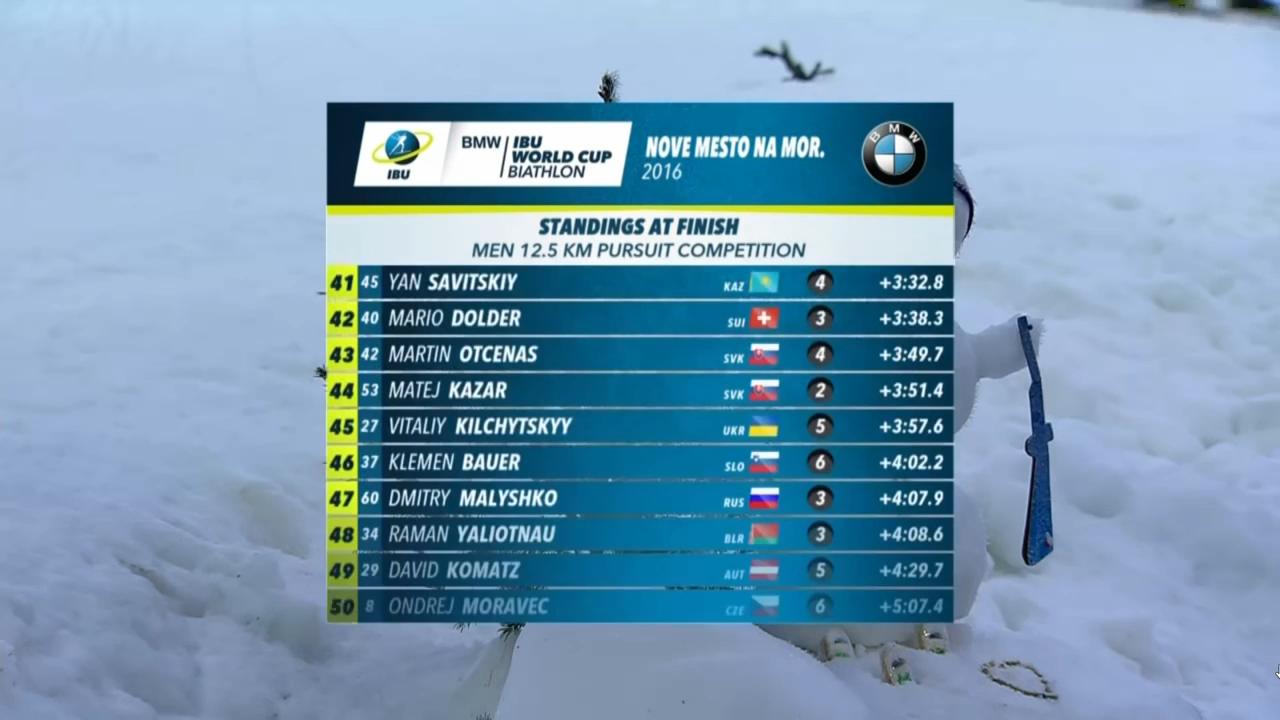 IBU
BMW IBU WORLD CUP BIATHLON
NOVE MESTO NA MOR.
2016
BMW
STANDINGS AT FINISH
MEN 12.5 KM PURSUIT COMPETITION
41 45 YAN SAVITSKIY KAZ 4 +3:32.8
42 40 MARIO DOLDER SUI 3 +3:38.3
43 42 MARTIN OTCENAS SVK 4 +3:49.7
44 53 MATEJ KAZAR SVK 2 +3:51.4
45 27 VITALIY KILCHYTSKYY UKR 5 +3:57.6
46 37 KLEMEN BAUER SLO 6 +4:02.2
47 60 DMITRY MALYSHKO RUS 3 +4:07.9
48 34 RAMAN YALIOTNAU BLR 3 +4:08.6
49 29 DAVID KOMATZ AUT 5 +4:29.7
50 8 ONDREJ MORAVEC CZE 6 +5:07.4